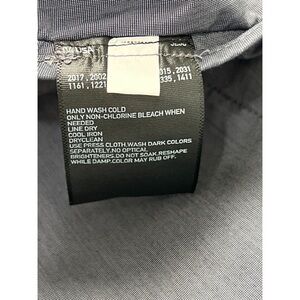 USA
2017, 2002 015, 2031
1161, 1221 335, 1411
HAND WASH COLD
ONLY NON-CHLORINE BLEACH WHEN
NEEDED
LINE DRY
COOL IRON
DRYCLEAN
USE PRESS CLOTH.WASH DARK COLORS
SEPARATELY.NO OPTICAL
BRIGHTENERS.DO NOT SOAK.RESHAPE
WHILE DAMP.COLOR MAY RUB OFF.